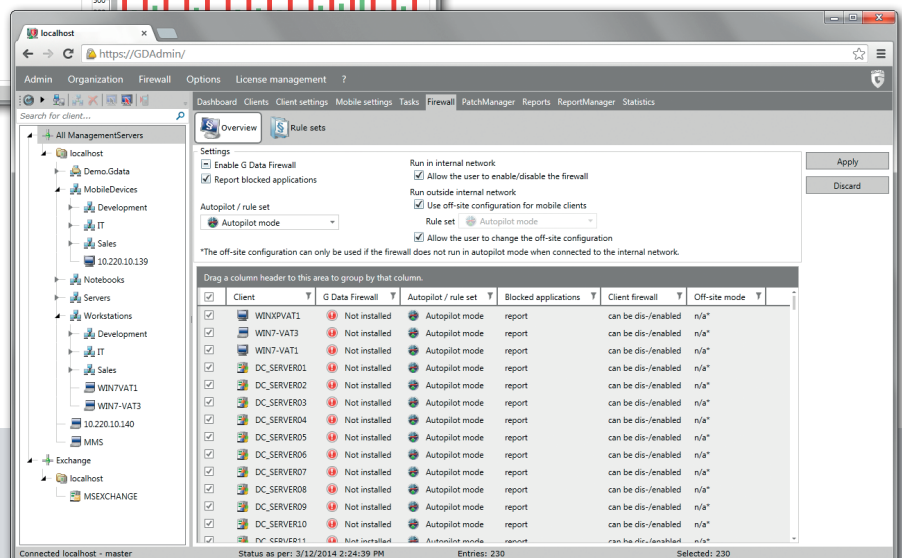 300
localhost
https://GDAdmin/
Admin Organization Firewall Options License management ?
Search for client...
Dashboard Clients Client settings Mobile settings Tasks Firewall PatchManager Reports ReportManager Statistics
Overview Rule sets
All ManagementServers
localhost
Demo.Gdata
MobileDevices
Development
IT
Sales
10.220.10.139
Notebooks
Servers
Workstations
Development
IT
Sales
WIN7VAT1
WIN7-VAT3
10.220.10.140
MMS
Exchange
localhost
MSEXCHANGE
Settings
Enable G Data Firewall
Report blocked applications
Autopilot / rule set
Autopilot mode
Run in internal network
Allow the user to enable/disable the firewall
Run outside internal network
Use off-site configuration for mobile clients
Rule set Autopilot mode
Allow the user to change the off-site configuration
*The off-site configuration can only be used if the firewall does not run in autopilot mode when connected to the internal network.
Apply
Discard
Drag a column header to this area to group by that column.
Client G Data Firewall Autopilot / rule set Blocked applications Client firewall Off-site mode
WINXPVAT1 Not installed Autopilot mode report can be dis-/enabled n/a*
WIN7-VAT3 Not installed Autopilot mode report can be dis-/enabled n/a*
WIN7-VAT1 Not installed Autopilot mode report can be dis-/enabled n/a*
DC_SERVER01 Not installed Autopilot mode report can be dis-/enabled n/a*
DC_SERVER02 Not installed Autopilot mode report can be dis-/enabled n/a*
DC_SERVER03 Not installed Autopilot mode report can be dis-/enabled n/a*
DC_SERVER04 Not installed Autopilot mode report can be dis-/enabled n/a*
DC_SERVER05 Not installed Autopilot mode report can be dis-/enabled n/a*
DC_SERVER06 Not installed Autopilot mode report can be dis-/enabled n/a*
DC_SERVER07 Not installed Autopilot mode report can be dis-/enabled n/a*
DC_SERVER08 Not installed Autopilot mode report can be dis-/enabled n/a*
DC_SERVER09 Not installed Autopilot mode report can be dis-/enabled n/a*
DC_SERVER10 Not installed Autopilot mode report can be dis-/enabled n/a*
DC_SERVER11 Not installed Autopilot mode report can be dis-/enabled n/a*
Connected localhost - master Status as per: 3/12/2014 2:24:39 PM Entries: 230 Selected: 230